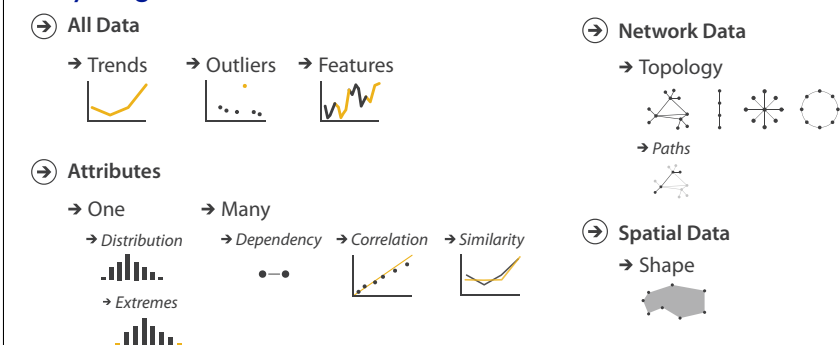 All Data
Trends
Outliers
Features
Attributes
One
Many
Distribution
Dependency
Correlation
Similarity
Extremes
Network Data
Topology
Paths
Spatial Data
Shape